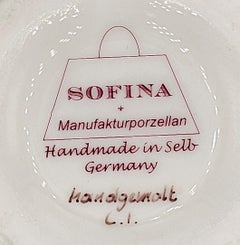 SOFINA
+
Manufakturporzellan
Handmade in Selb
Germany
Handgemalt
C.I.